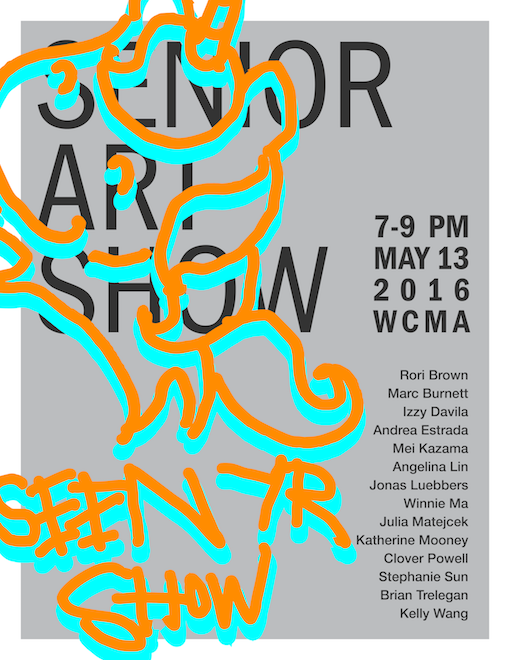 SENIOR
ART
SHOW
7-9 PM
MAY 13
2016
WCMA
Rori Brown
Marc Burnett
Izzy Davila
Andrea Estrada
Mei Kazama
Angelina Lin
Jonas Luebbers
Winnie Ma
Julia Matejcek
Katherine Mooney
Clover Powell
Stephanie Sun
Brian Trelegan
Kelly Wang
SEEN YR
SHOW